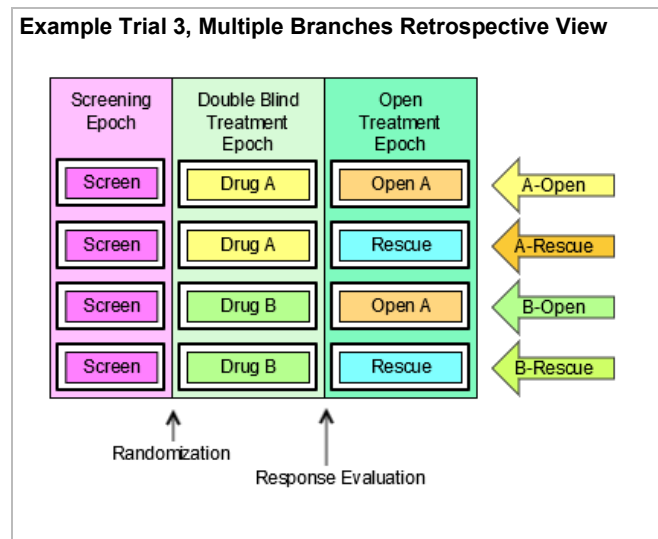 Example Trial 3, Multiple Branches Retrospective View
Screening
Epoch
Double Blind
Treatment
Epoch
Open
Treatment
Epoch
Screen
Drug A
Open A
A-Open
Screen
Drug A
Rescue
A-Rescue
Screen
Drug B
Open A
B-Open
Screen
Drug B
Rescue
B-Rescue
Randomization
Response Evaluation